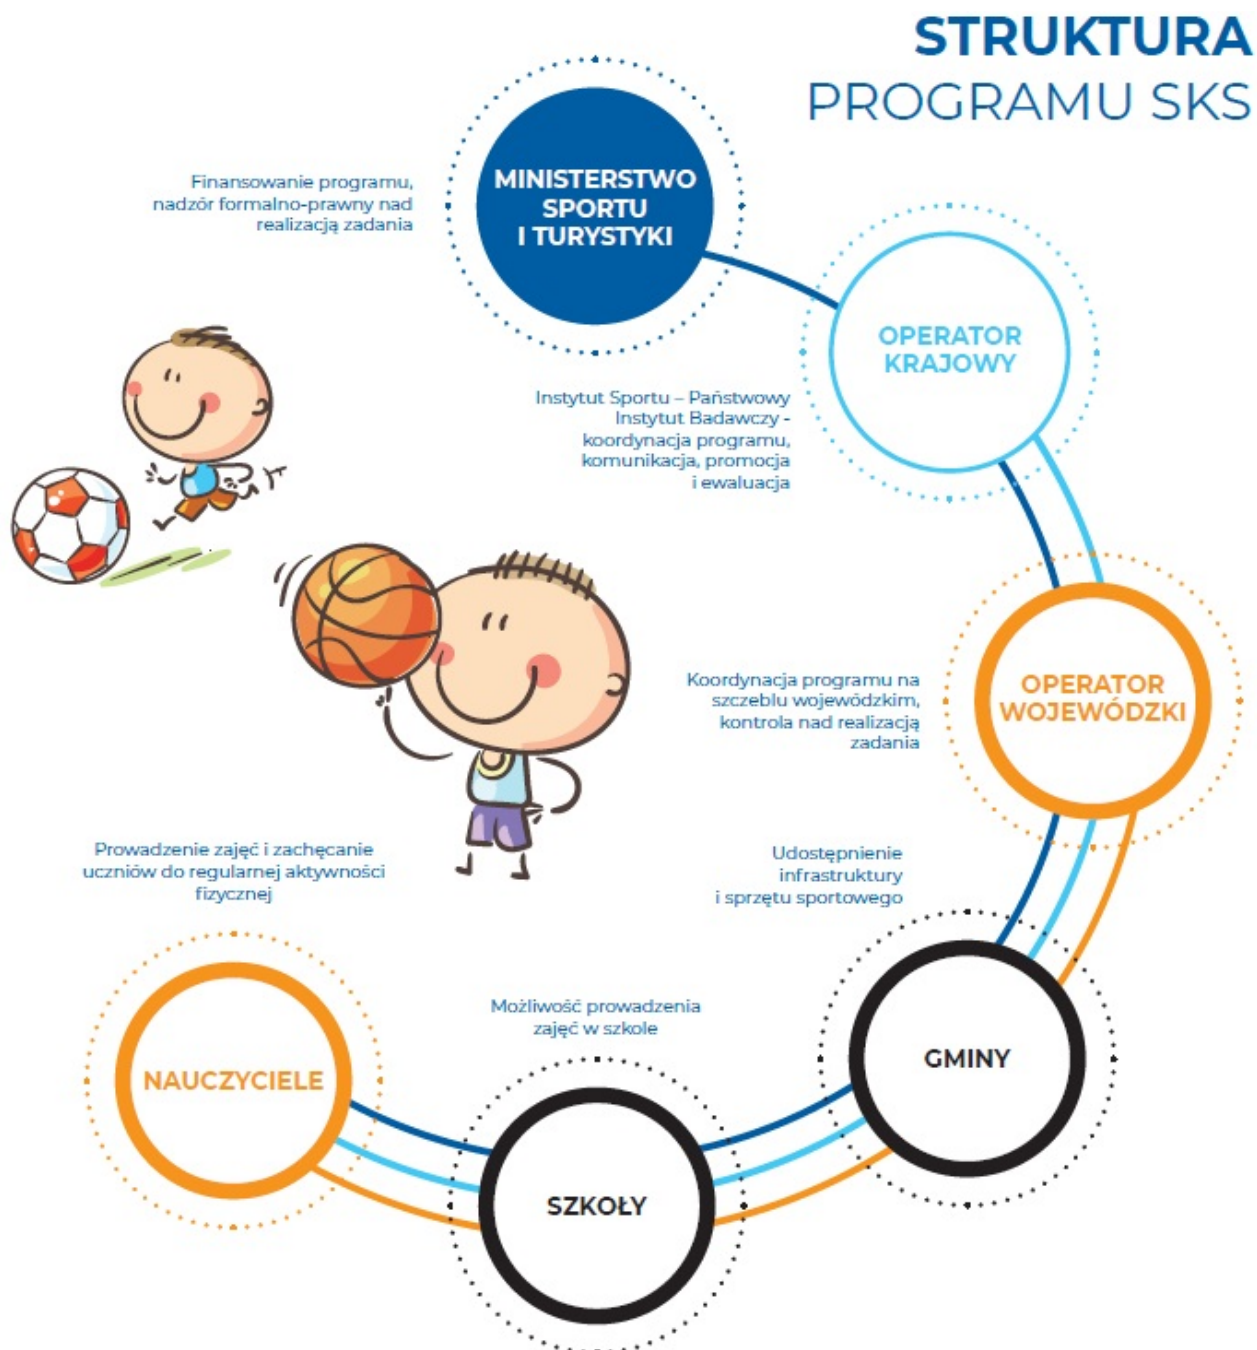 STRUKTURA
PROGRAMU SKS
MINISTERSTWO
SPORTU
I TURYSTYKI
Finansowanie programu,
nadzór formalno-prawny nad
realizacją zadania
OPERATOR
KRAJOWY
Instytut Sportu – Państwowy
Instytut Badawczy -
koordynacja programu,
komunikacja, promocja
i ewaluacja
OPERATOR
WOJEWÓDZKI
Koordynacja programu na
szczeblu wojewódzkim,
kontrola nad realizacją
zadania
Udostępnienie
infrastruktury
i sprzętu sportowego
GMINY
Możliwość prowadzenia
zajęć w szkole
SZKOŁY
Prowadzenie zajęć i zachęcanie
uczniów do regularnej aktywności
fizycznej
NAUCZYCIELE